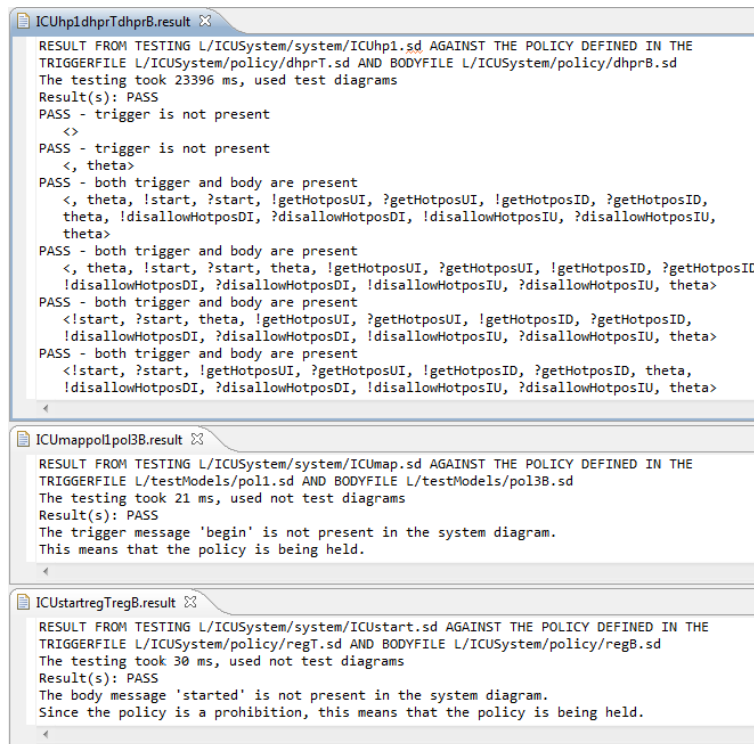 ICUhp1dhprTdhprB.result
RESULT FROM TESTING L/ICUSystem/system/ICUhp1.sd AGAINST THE POLICY DEFINED IN THE
TRIGGERFILE L/ICUSystem/policy/dhprT.sd AND BODYFILE L/ICUSystem/policy/dhprB.sd
The testing took 23396 ms, used test diagrams
Result(s): PASS
PASS - trigger is not present
<>
PASS - trigger is not present
<, theta>
PASS - both trigger and body are present
<, theta, !start, ?start, !getHotposUI, ?getHotposUI, !getHotposID, ?getHotposID,
theta, !disallowHotposDI, ?disallowHotposDI, !disallowHotposIU, ?disallowHotposIU,
theta>
PASS - both trigger and body are present
<, theta, !start, ?start, theta, !getHotposUI, ?getHotposUI, !getHotposID, ?getHotposID
!disallowHotposDI, ?disallowHotposDI, !disallowHotposIU, ?disallowHotposIU, theta>
PASS - both trigger and body are present
<!start, ?start, theta, !getHotposUI, ?getHotposUI, !getHotposID, ?getHotposID,
!disallowHotposDI, ?disallowHotposDI, !disallowHotposIU, ?disallowHotposIU, theta>
PASS - both trigger and body are present
<!start, ?start, !getHotposUI, ?getHotposUI, !getHotposID, ?getHotposID, theta,
!disallowHotposDI, ?disallowHotposDI, !disallowHotposIU, ?disallowHotposIU, theta>
ICUmappol1pol3B.result
RESULT FROM TESTING L/ICUSystem/system/ICUmap.sd AGAINST THE POLICY DEFINED IN THE
TRIGGERFILE L/testModels/pol1.sd AND BODYFILE L/testModels/pol3B.sd
The testing took 21 ms, used not test diagrams
Result(s): PASS
The trigger message 'begin' is not present in the system diagram.
This means that the policy is being held.
ICUstartregTregB.result
RESULT FROM TESTING L/ICUSystem/system/ICUstart.sd AGAINST THE POLICY DEFINED IN THE
TRIGGERFILE L/ICUSystem/policy/regT.sd AND BODYFILE L/ICUSystem/policy/regB.sd
The testing took 30 ms, used not test diagrams
Result(s): PASS
The body message 'started' is not present in the system diagram.
Since the policy is a prohibition, this means that the policy is being held.